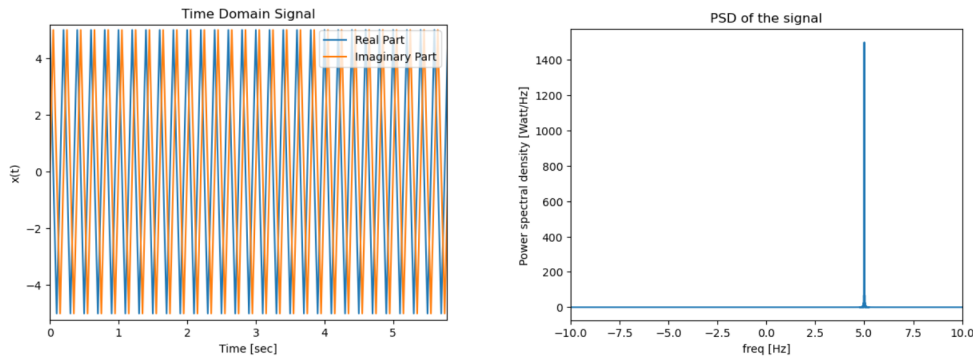 Time Domain Signal
Real Part
Imaginary Part
x(t)
4
2
0
−2
−4
0 1 2 3 4 5
Time [sec]
PSD of the signal
Power spectral density [Watt/Hz]
1400
1200
1000
800
600
400
200
0
−10.0 −7.5 −5.0 −2.5 0.0 2.5 5.0 7.5 10.0
freq [Hz]